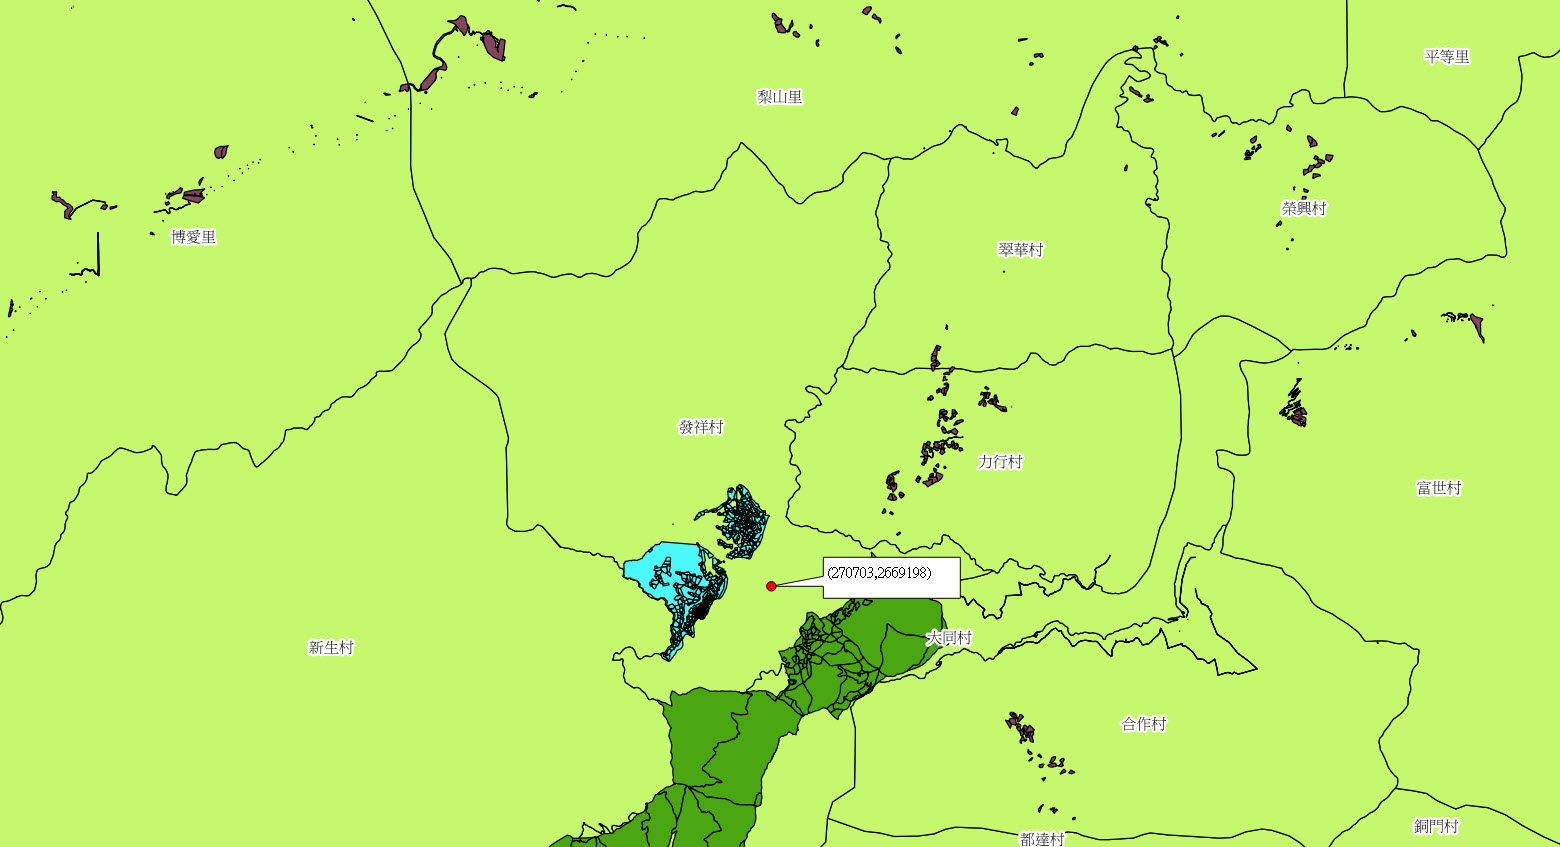 平等里
梨山里
榮興村
博愛里
翠華村
發祥村
力行村
富世村
(270703,2669198)
大同村
新生村
合作村
銅門村
都達村